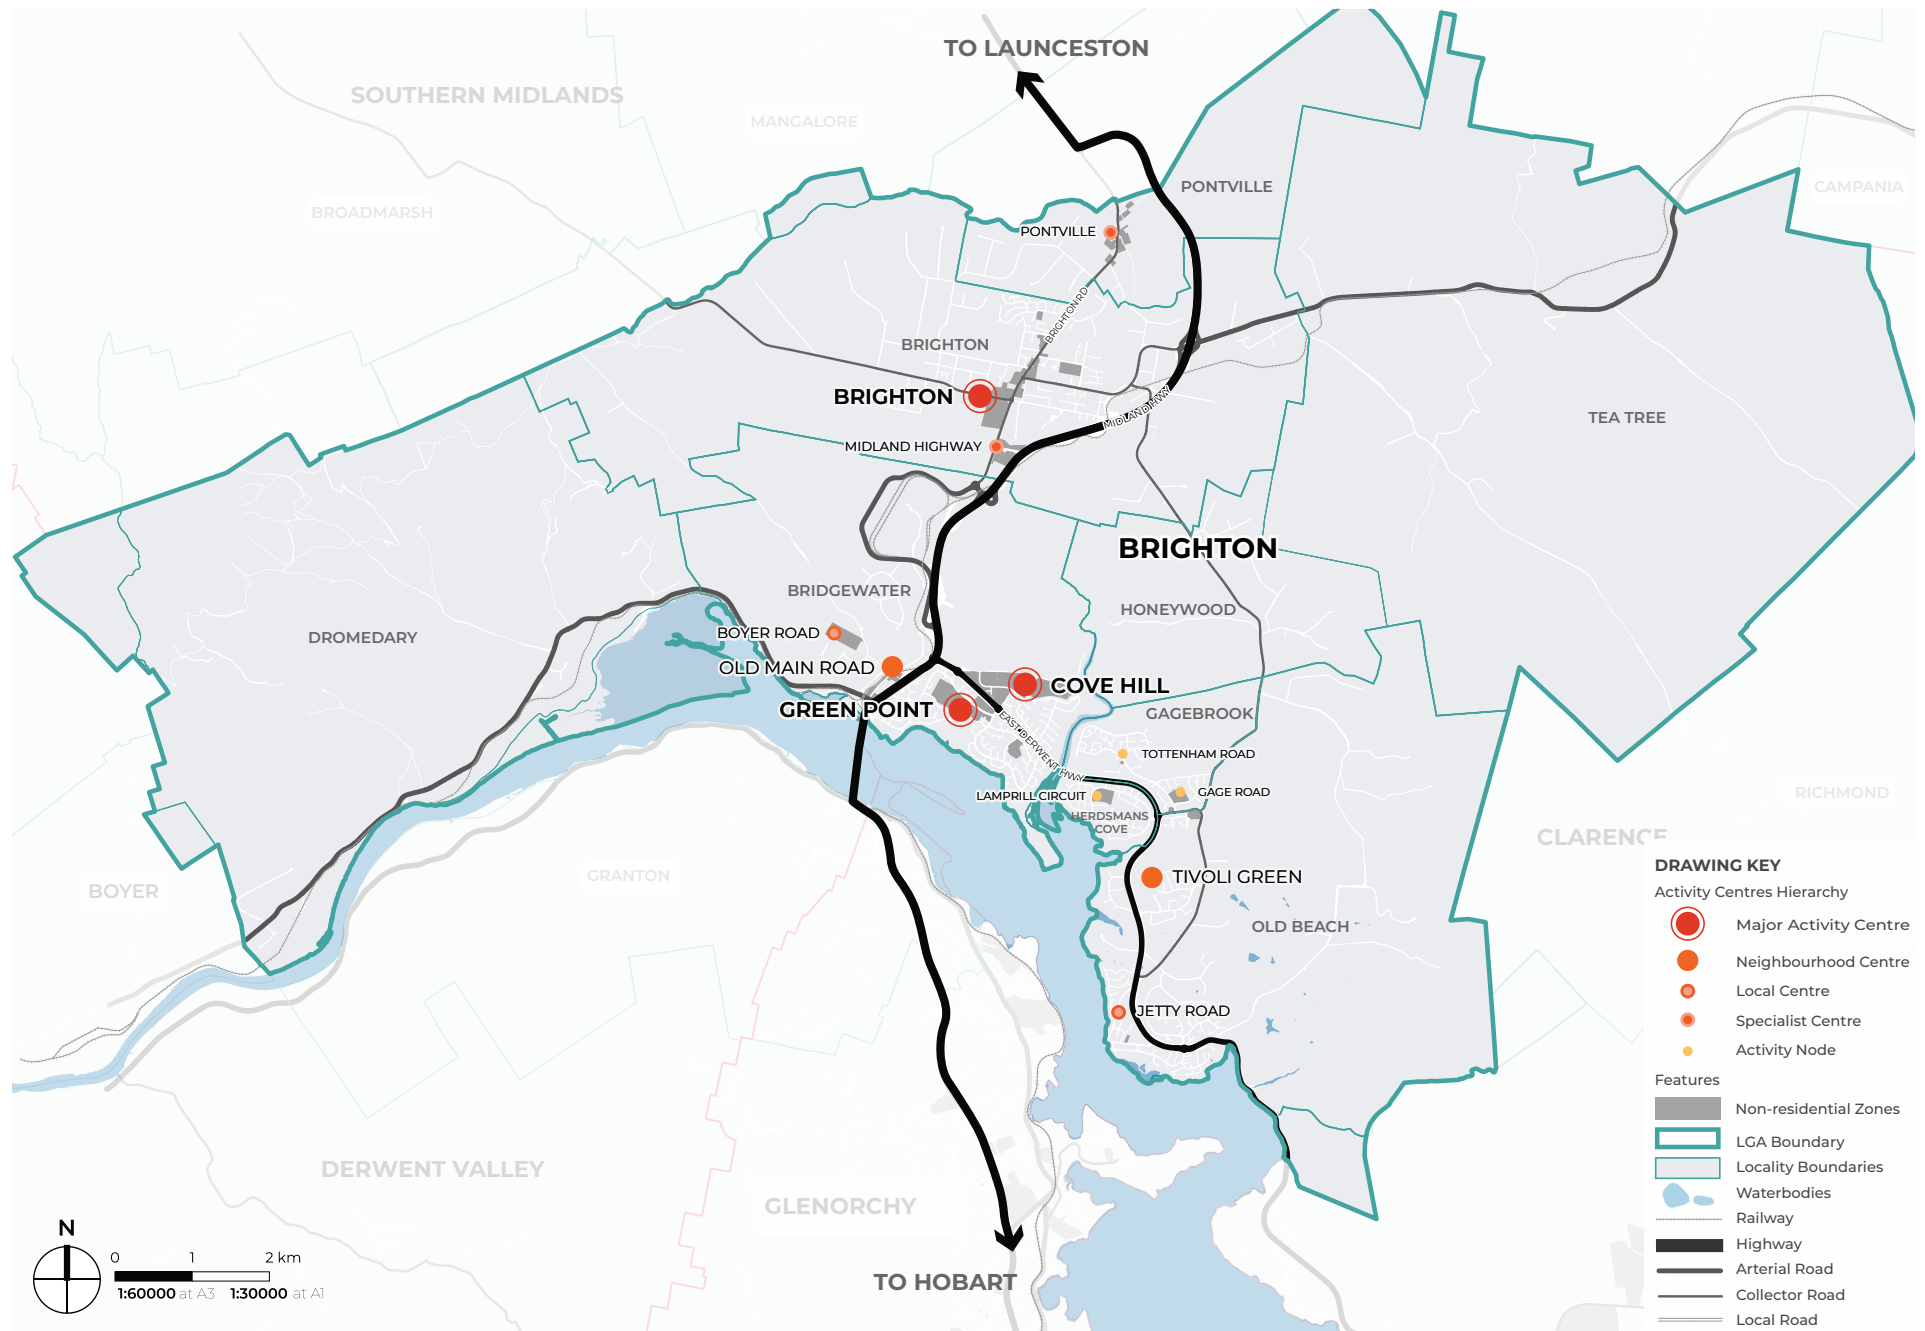 TO LAUNCESTON
SOUTHERN MIDLANDS
MANGALORE
BROADMARSH
PONTVILLE
CAMPANIA
PONTVILLE
BRIGHTON RD
BRIGHTON
BRIGHTON
MIDLAND HWY
TEA TREE
MIDLAND HIGHWAY
BRIGHTON
BRIDGEWATER
HONEYWOOD
DROMEDARY
BOYER ROAD
OLD MAIN ROAD
COVE HILL
GREEN POINT
GAGEBROOK
EAST DERWENT HWY
TOTTENHAM ROAD
LAMPRILL CIRCUIT
GAGE ROAD
RICHMOND
HERDSMANS
COVE
CLARENCE
GRANTON
BOYER
TIVOLI GREEN
OLD BEACH
JETTY ROAD
DERWENT VALLEY
GLENORCHY
TO HOBART
N
0 1 2 km
1:60000 at A3 1:30000 at A1
DRAWING KEY
Activity Centres Hierarchy
Major Activity Centre
Neighbourhood Centre
Local Centre
Specialist Centre
Activity Node
Features
Non-residential Zones
LGA Boundary
Locality Boundaries
Waterbodies
Railway
Highway
Arterial Road
Collector Road
Local Road